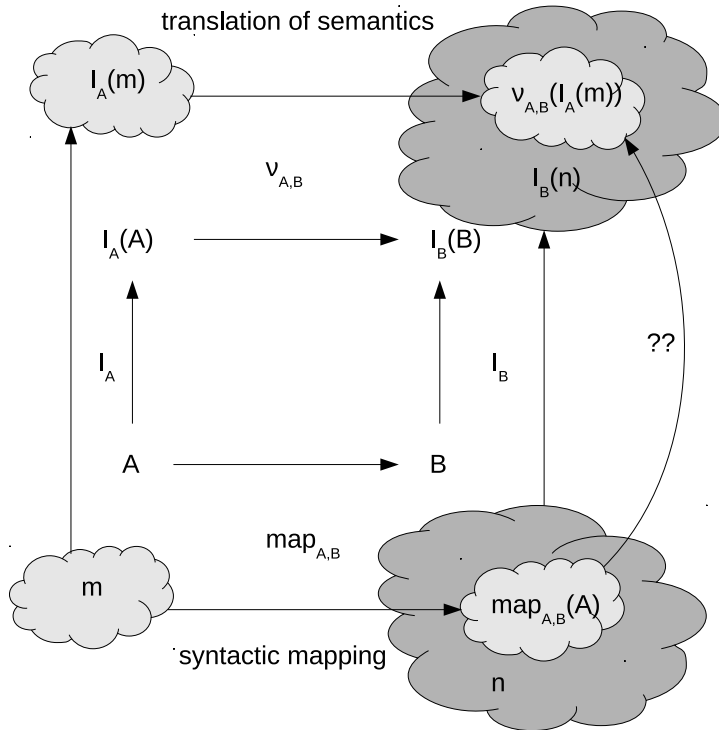 translation of semantics
I_A(m)
ν_A,B(I_A(m))
I_B(n)
ν_A,B
I_A(A)
I_B(B)
I_A
I_B
??
A
B
map_A,B
m
map_A,B(A)
syntactic mapping
n